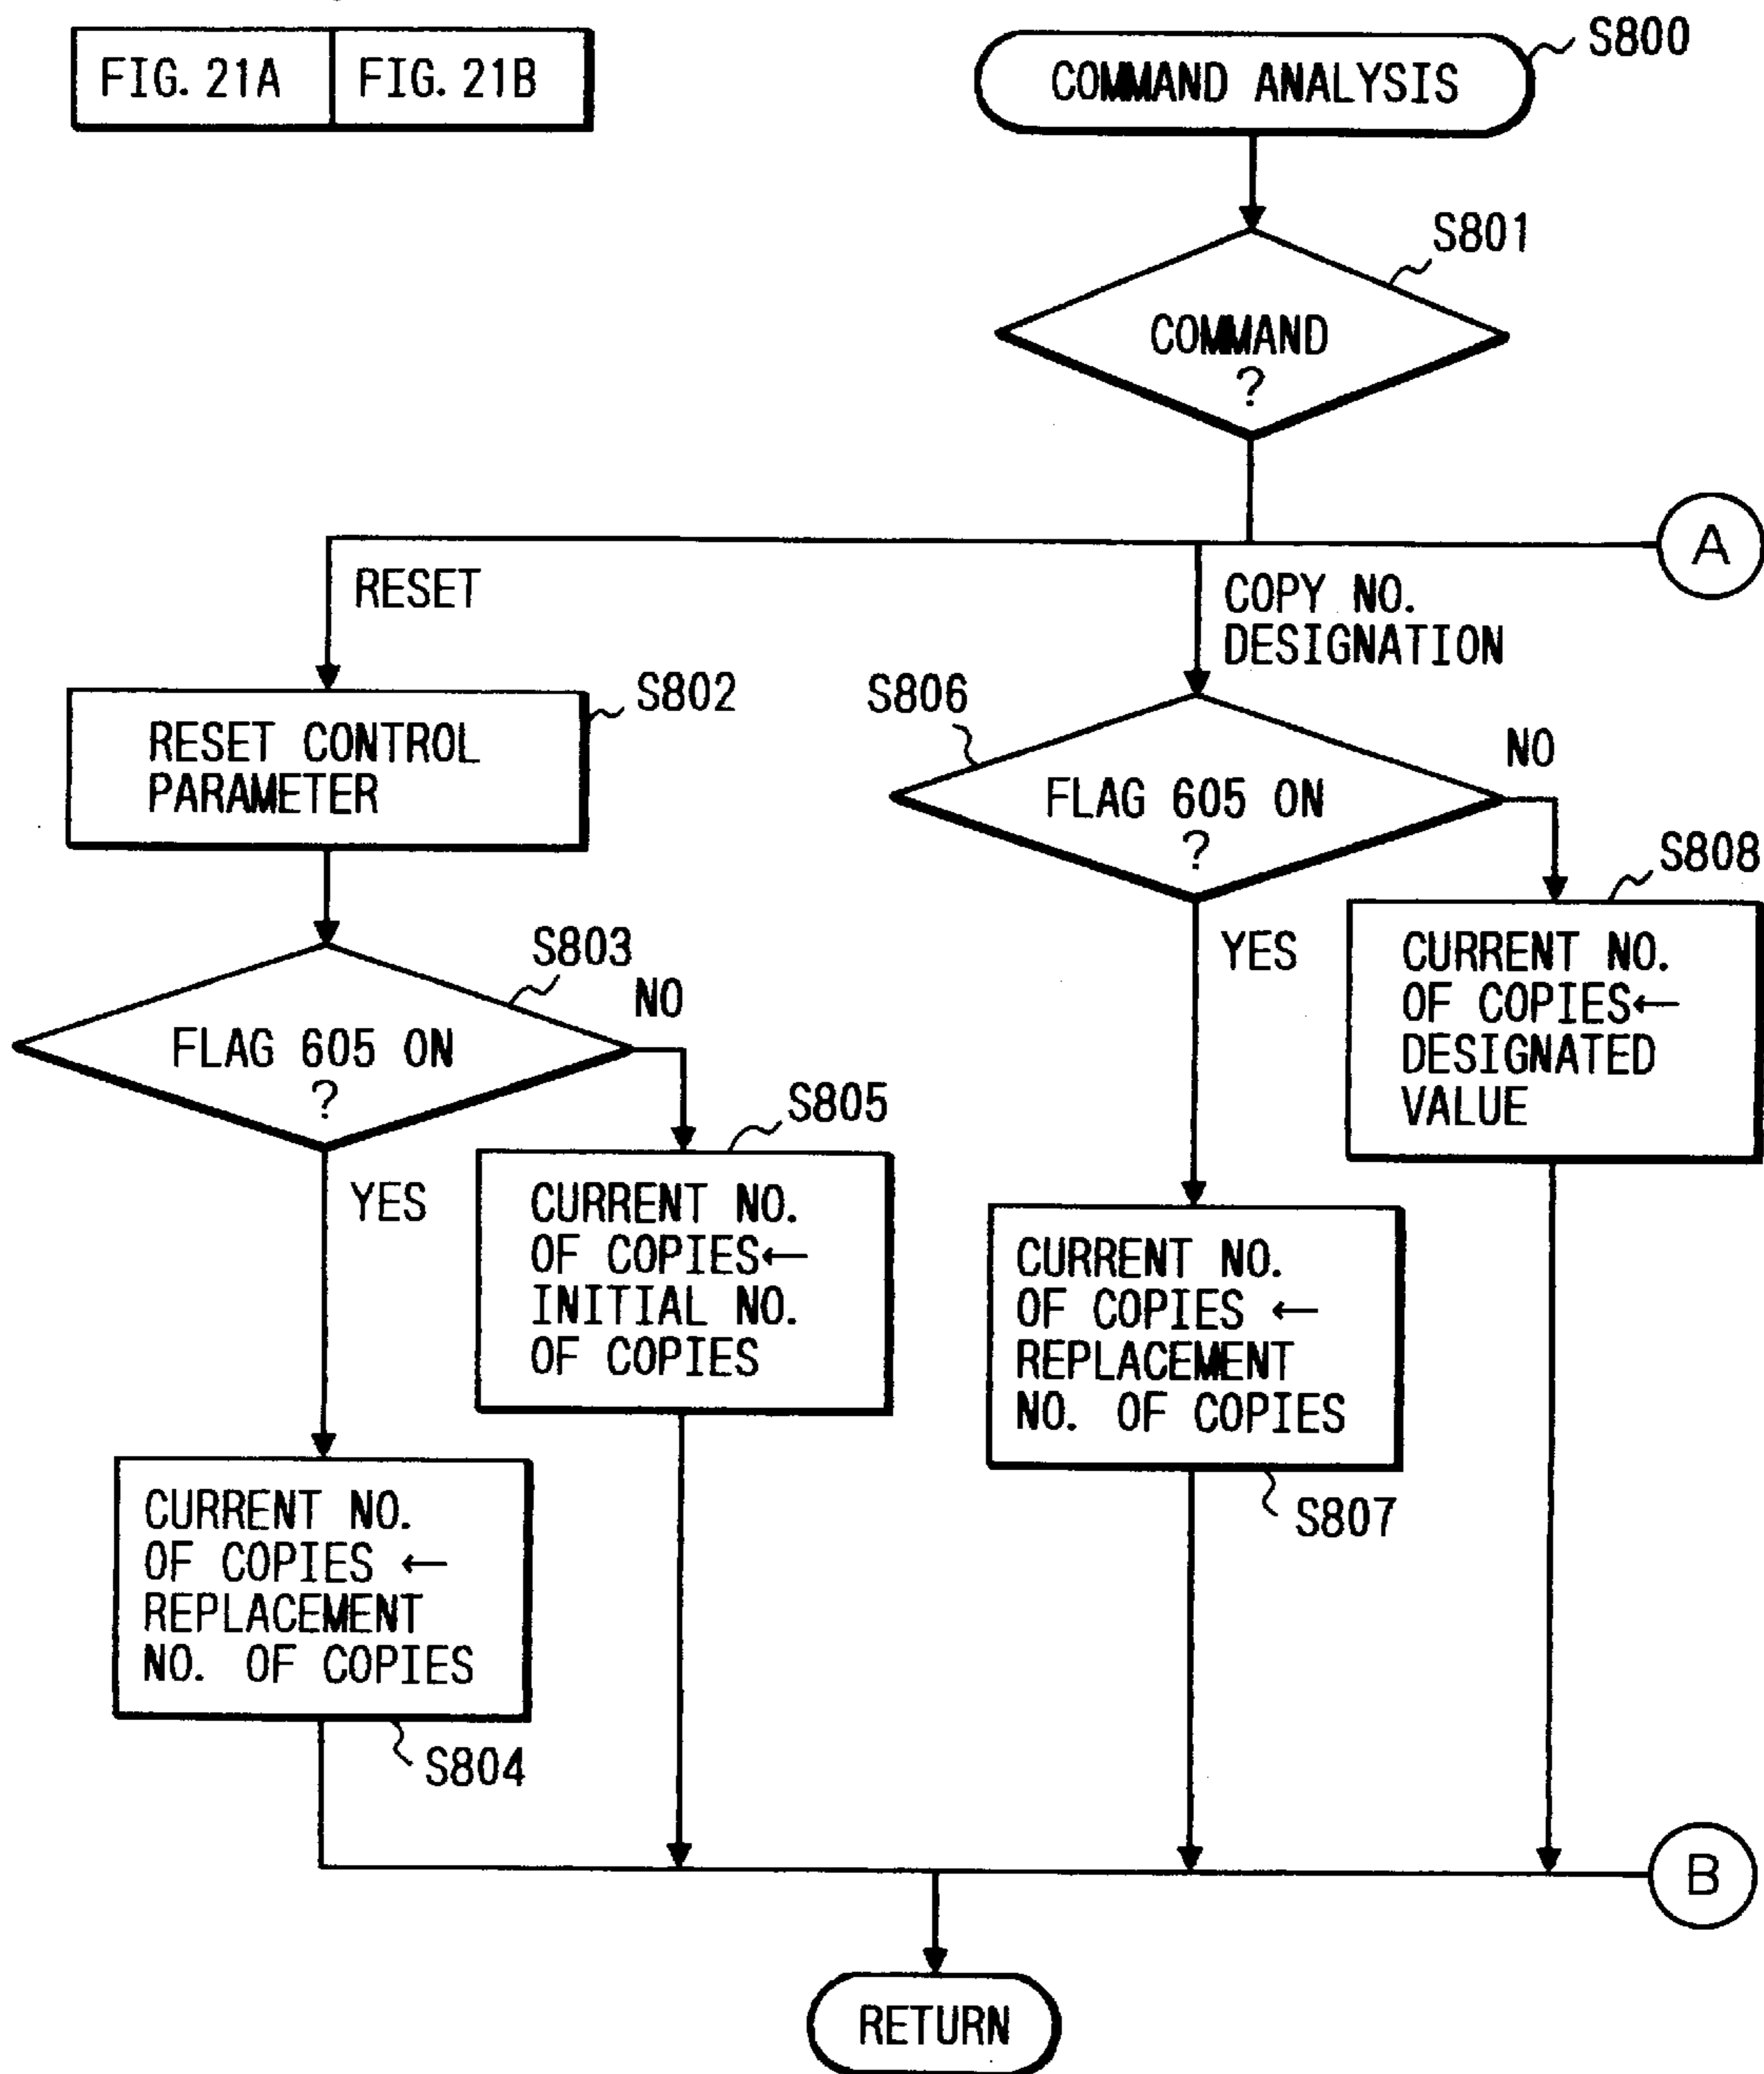 FIG. 21A FIG. 21B
COMMAND ANALYSIS
S800
COMMAND
?
S801
A
RESET
COPY NO.
DESIGNATION
RESET CONTROL
PARAMETER
S802
S806
FLAG 605 ON
?
NO
YES
S808
CURRENT NO.
OF COPIES←
DESIGNATED
VALUE
S803
FLAG 605 ON
?
NO
YES
S805
CURRENT NO.
OF COPIES←
INITIAL NO.
OF COPIES
CURRENT NO.
OF COPIES ←
REPLACEMENT
NO. OF COPIES
S807
CURRENT NO.
OF COPIES ←
REPLACEMENT
NO. OF COPIES
S804
B
RETURN